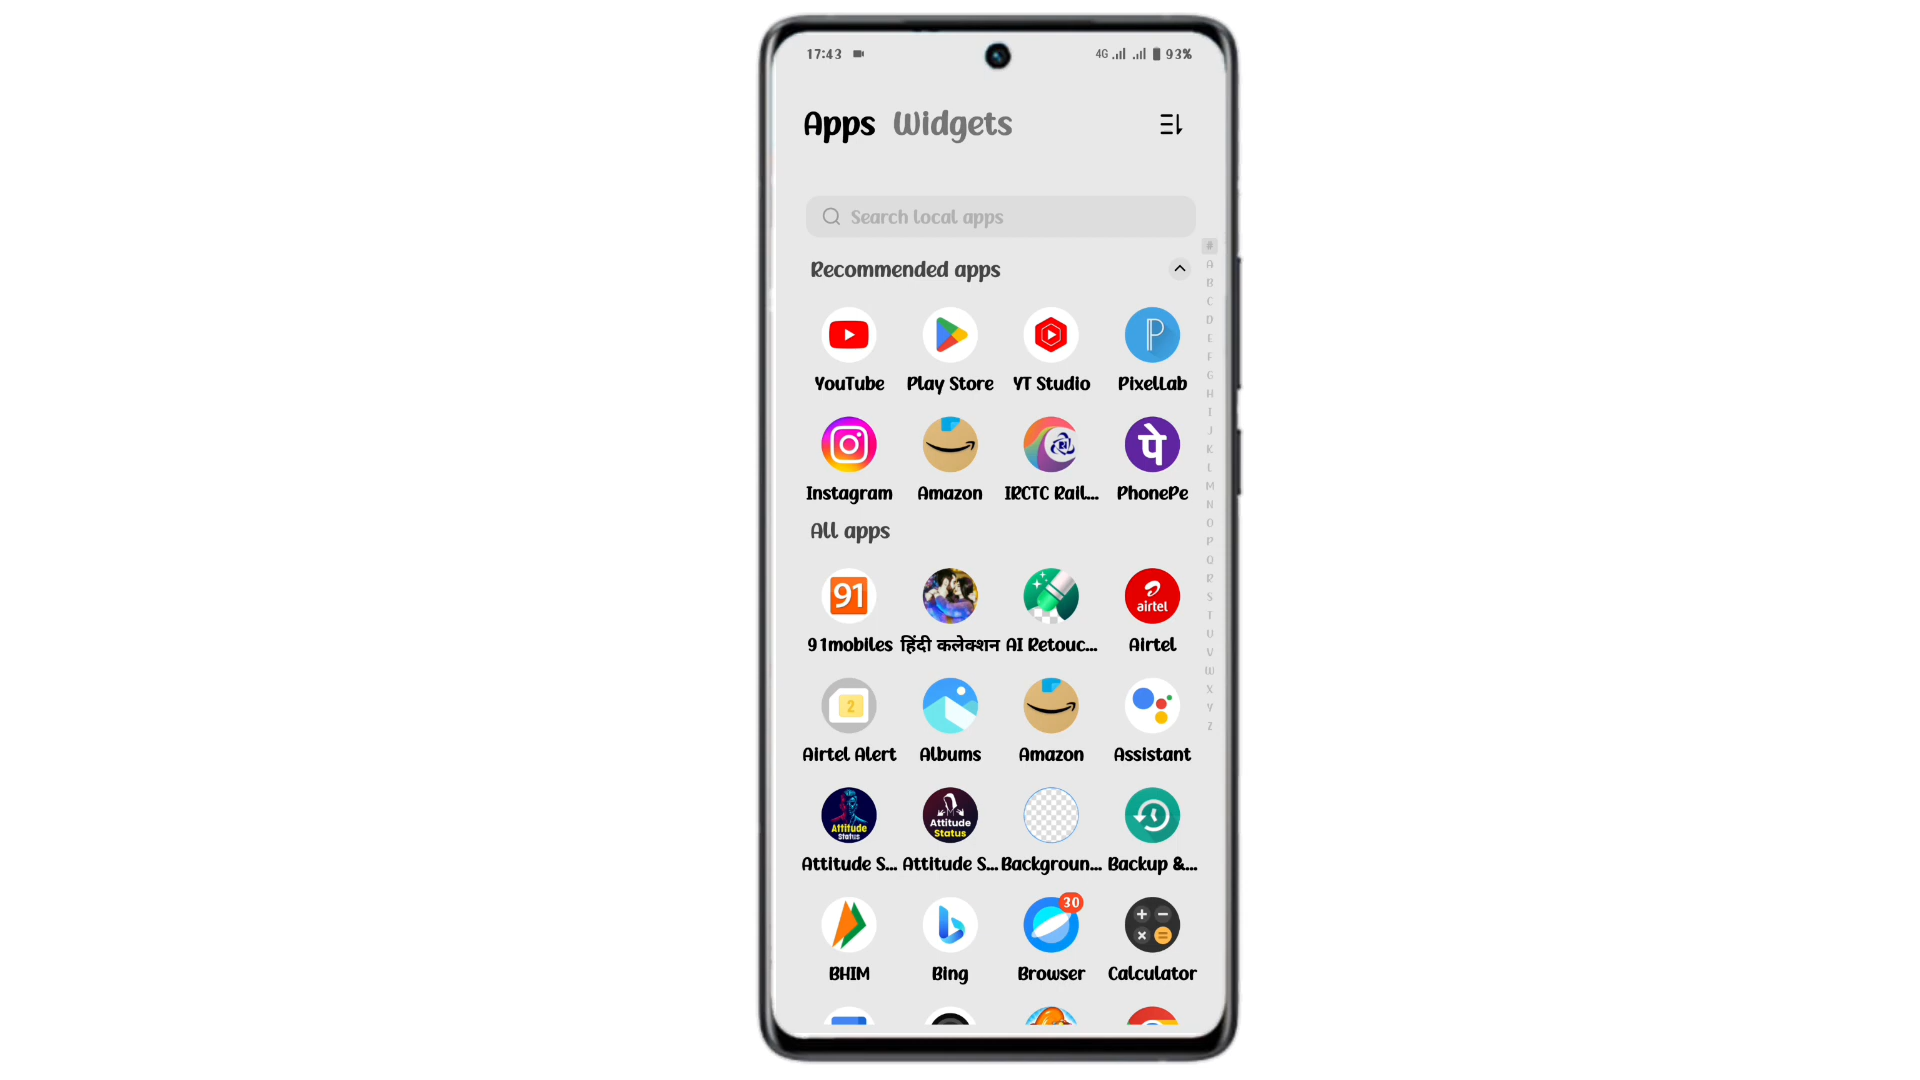 17:43 4G 93%
Apps Widgets
Search local apps
#
Recommended apps
A
B
C
D
E
F
G
H
I
J
K
L
M
N
O
P
Q
R
S
T
U
V
W
X
Y
Z
YouTube Play Store YT Studio PixelLab
P
पे
Instagram Amazon IRCTC Rail... PhonePe
All apps
91 airtel
91mobiles हिंदी कलेक्शन AI Retouc... Airtel
2
Airtel Alert Albums Amazon Assistant
Attitude Status Attitude Status
Attitude S... Attitude S... Backgroun... Backup &...
30
BHIM Bing Browser Calculator